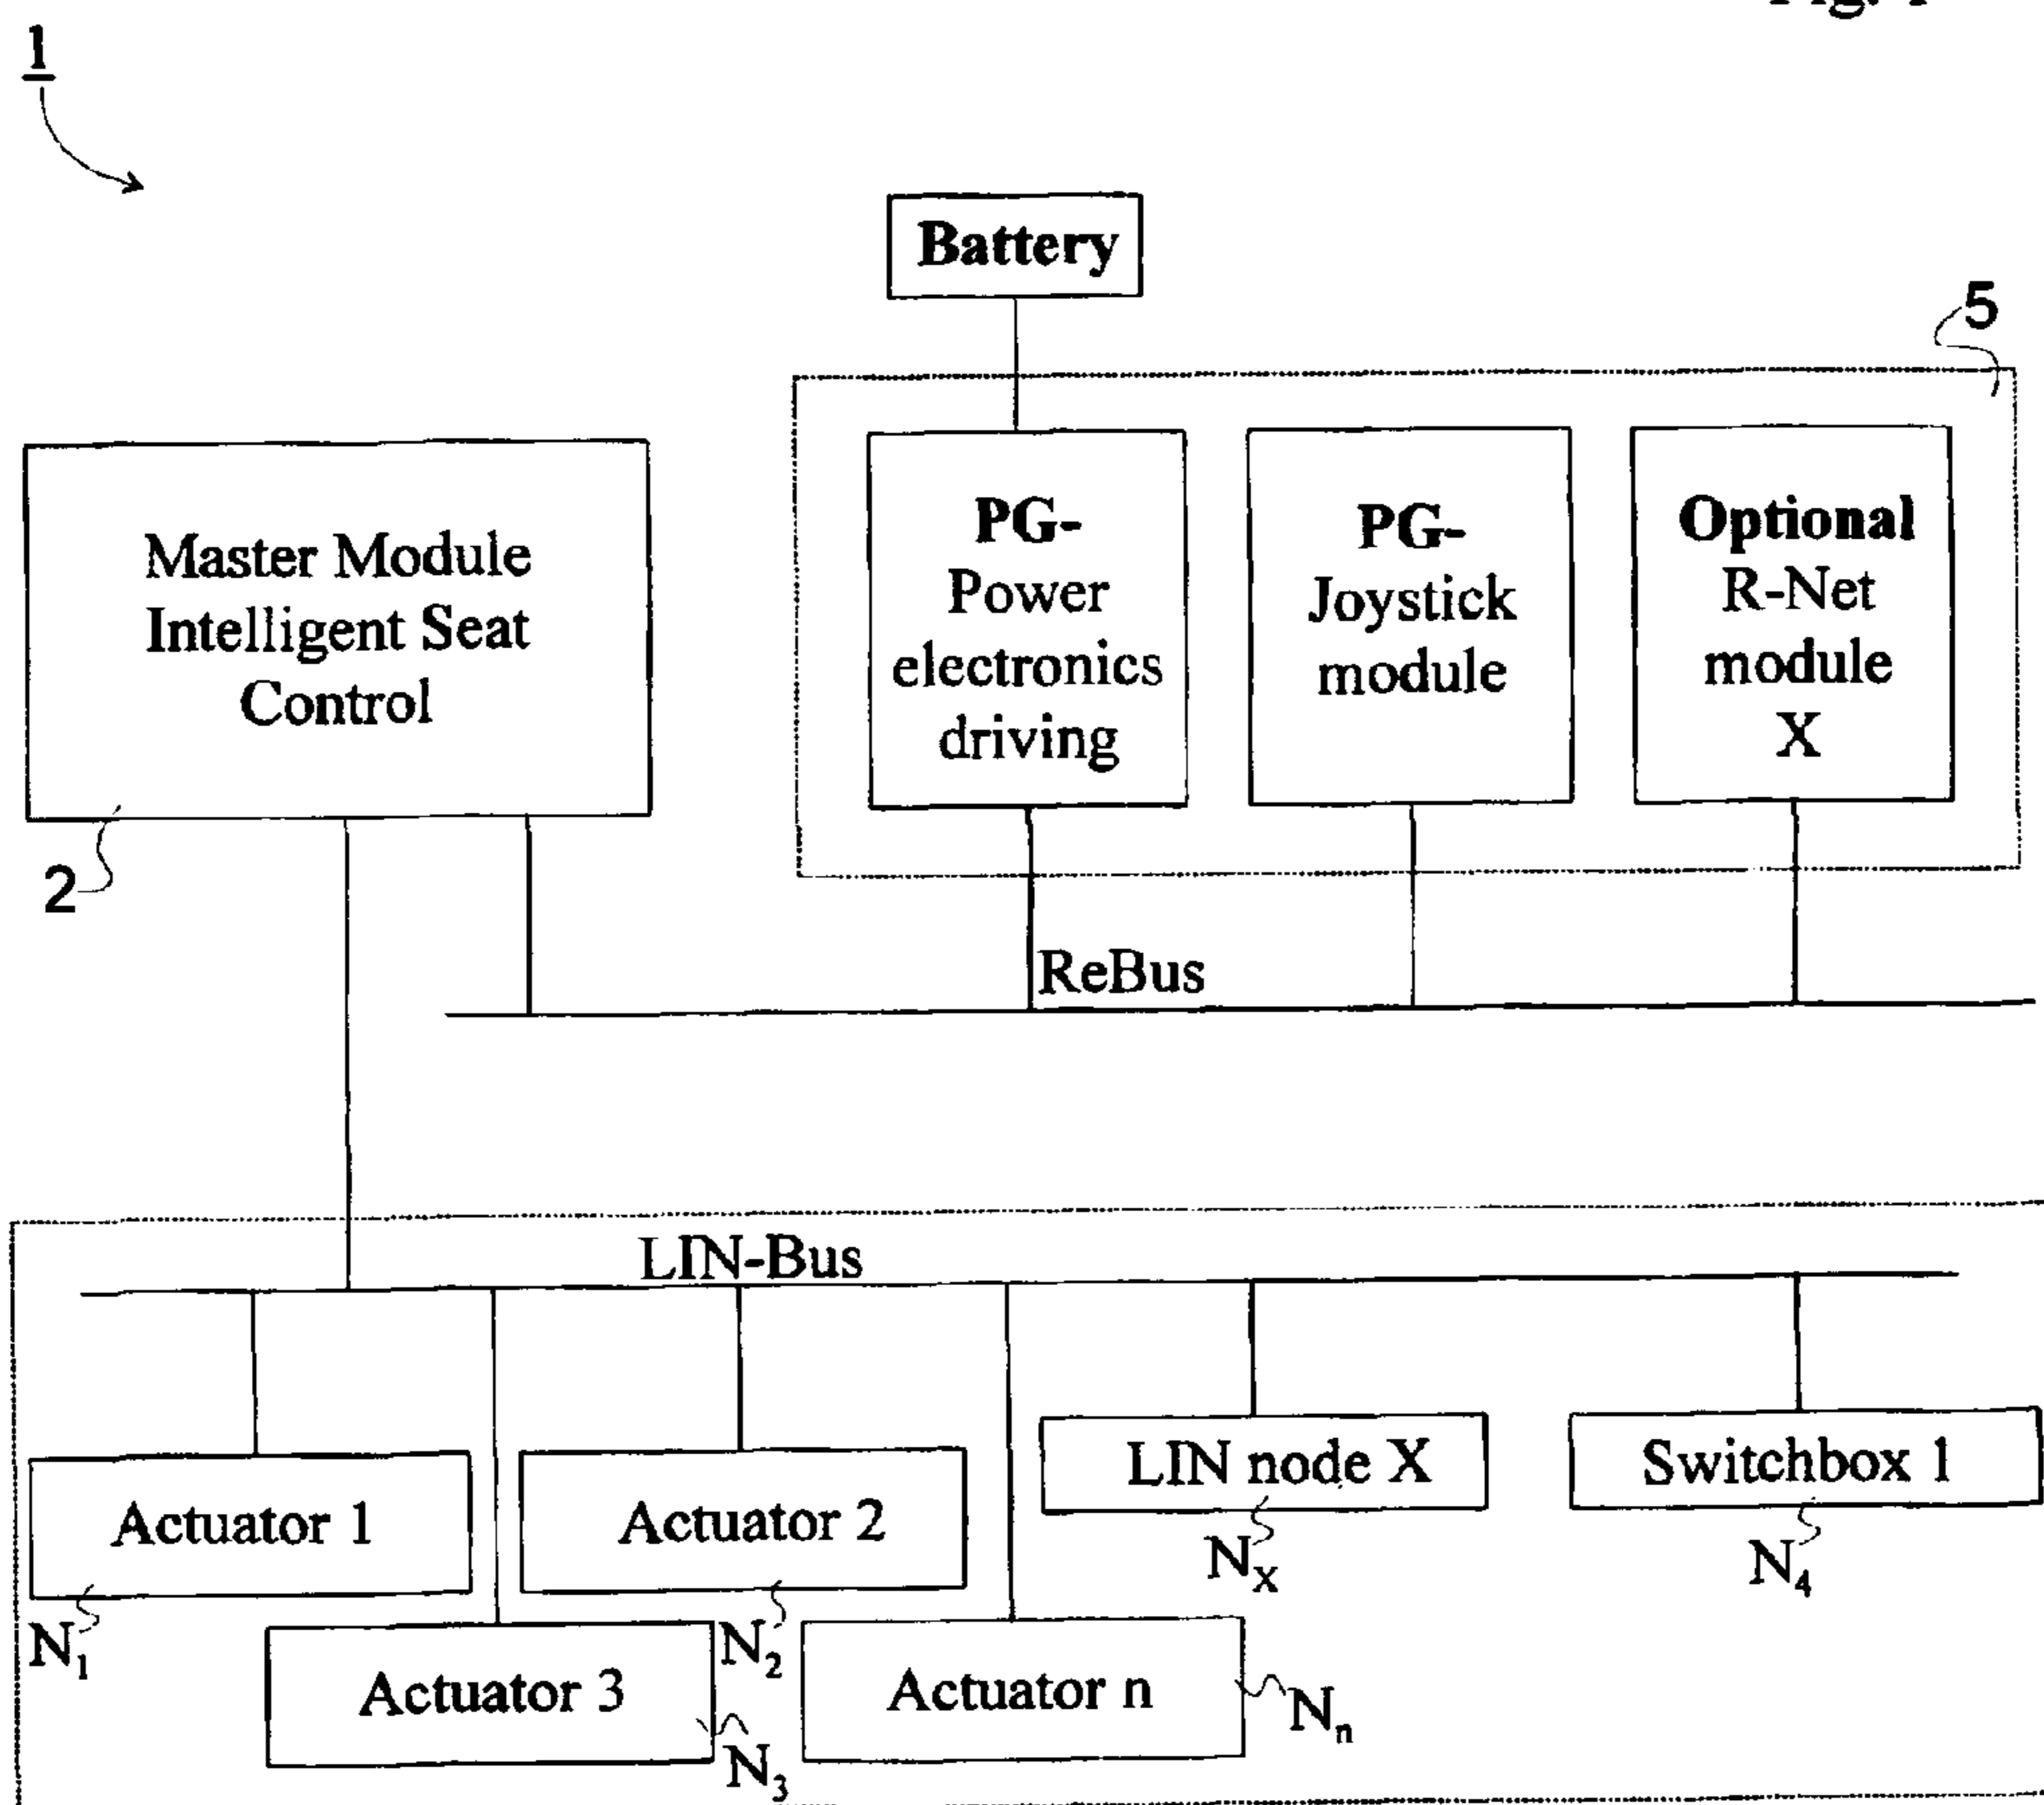 1
Battery
5
Master Module
Intelligent Seat
Control
PG-
Power
electronics
driving
PG-
Joystick
module
Optional
R-Net
module
X
2
ReBus
LIN-Bus
Actuator 1
Actuator 2
LIN node X
Switchbox 1
N1
N2
NX
N4
Actuator 3
Actuator n
N3
Nn